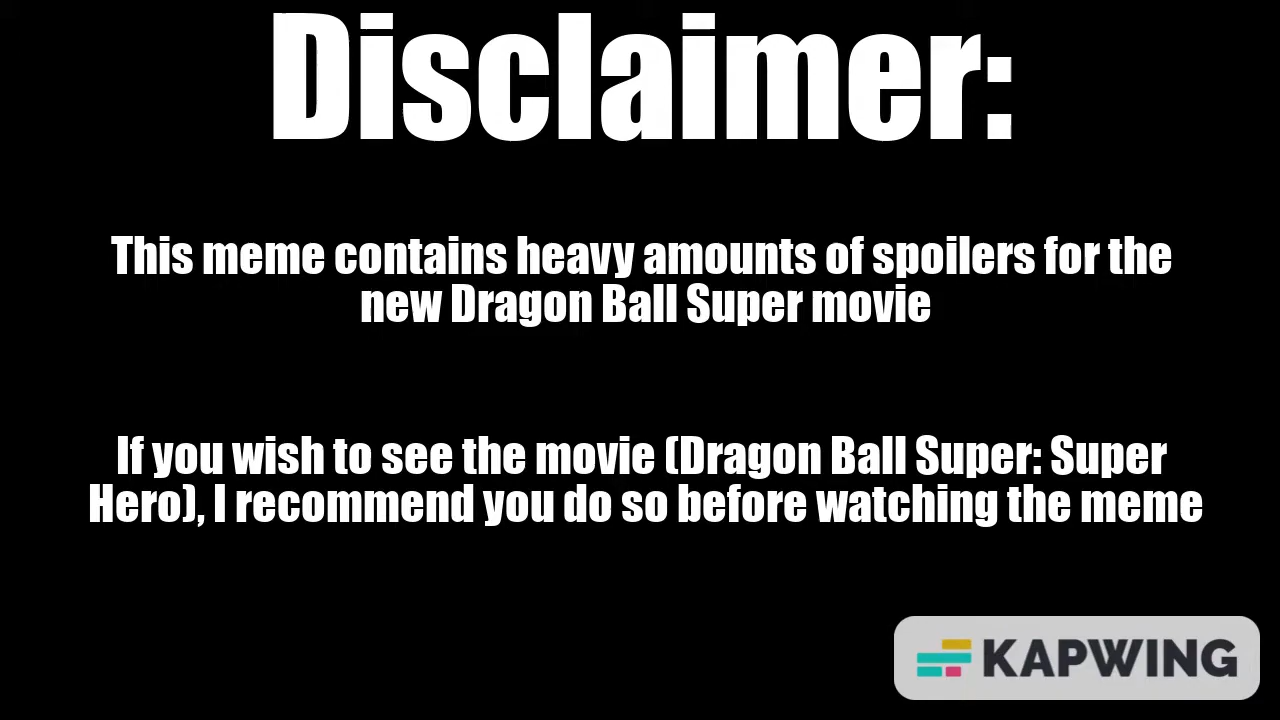 Disclaimer:
This meme contains heavy amounts of spoilers for the
new Dragon Ball Super movie
If you wish to see the movie (Dragon Ball Super: Super
Hero), I recommend you do so before watching the meme
KAPWING